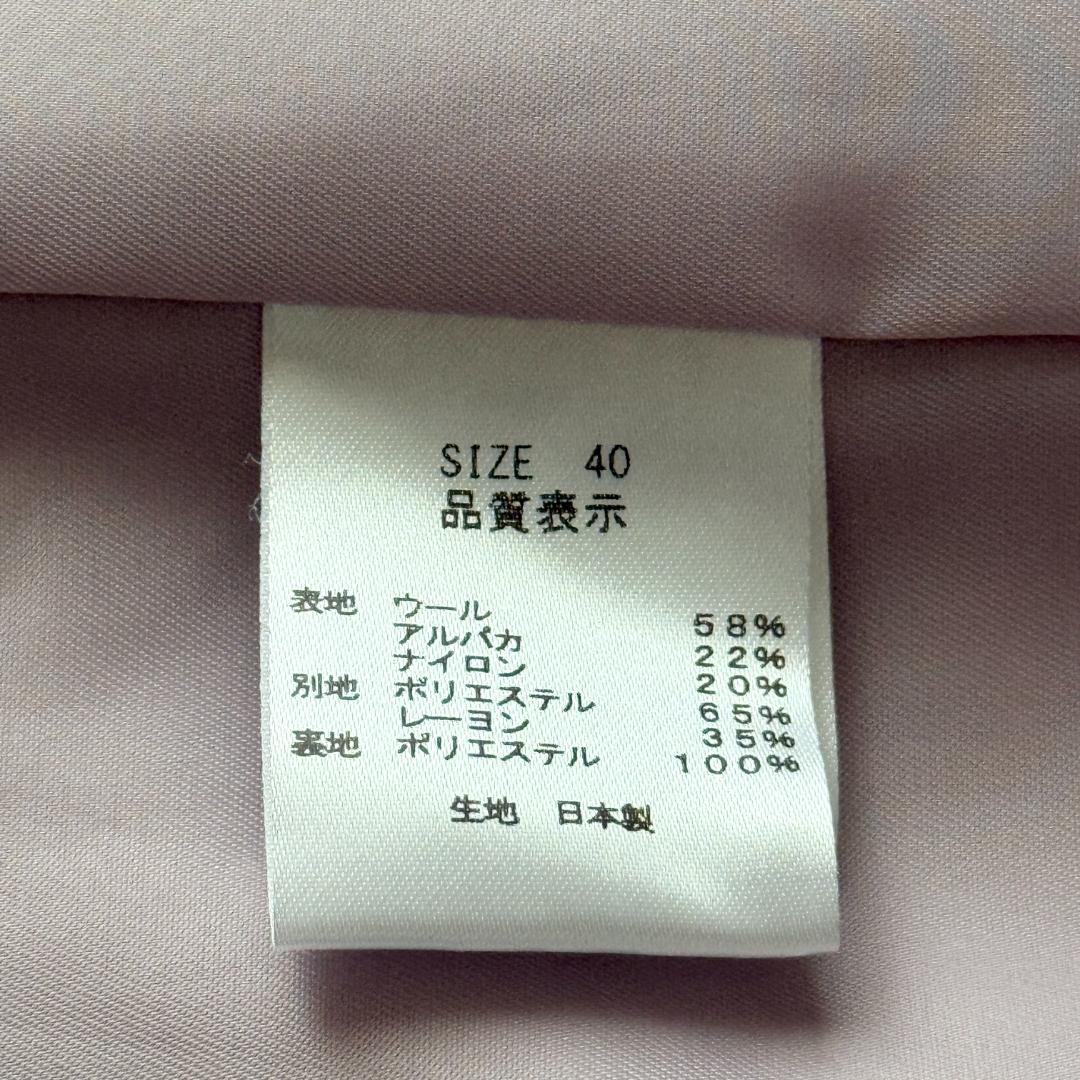 SIZE 40
品質表示
表地 ウール 58%
アルパカ 22%
ナイロン 20%
別地 ポリエステル 65%
レーヨン 35%
裏地 ポリエステル 100%
生地 日本製